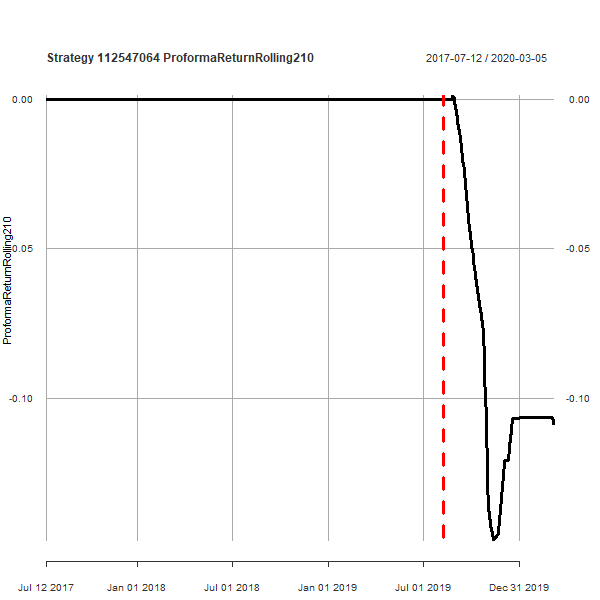 Strategy 112547064 ProformaReturnRolling210
2017-07-12 / 2020-03-05
0.00
0.00
-0.05
-0.05
-0.10
-0.10
ProformaReturnRolling210
Jul 12 2017
Jan 01 2018
Jul 01 2018
Jan 01 2019
Jul 01 2019
Dec 31 2019